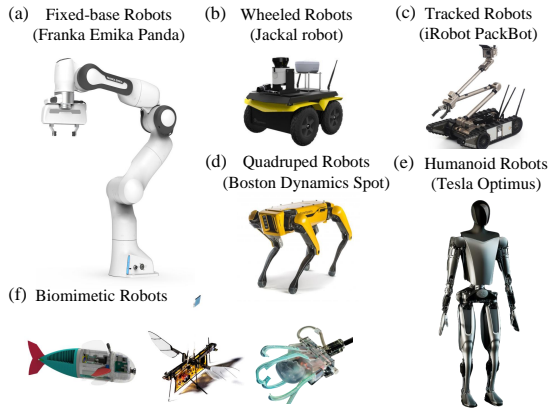 (a) Fixed-base Robots
(Franka Emika Panda)
(b) Wheeled Robots
(Jackal robot)
(c) Tracked Robots
(iRobot PackBot)
(d) Quadruped Robots
(Boston Dynamics Spot)
(e) Humanoid Robots
(Tesla Optimus)
(f) Biomimetic Robots